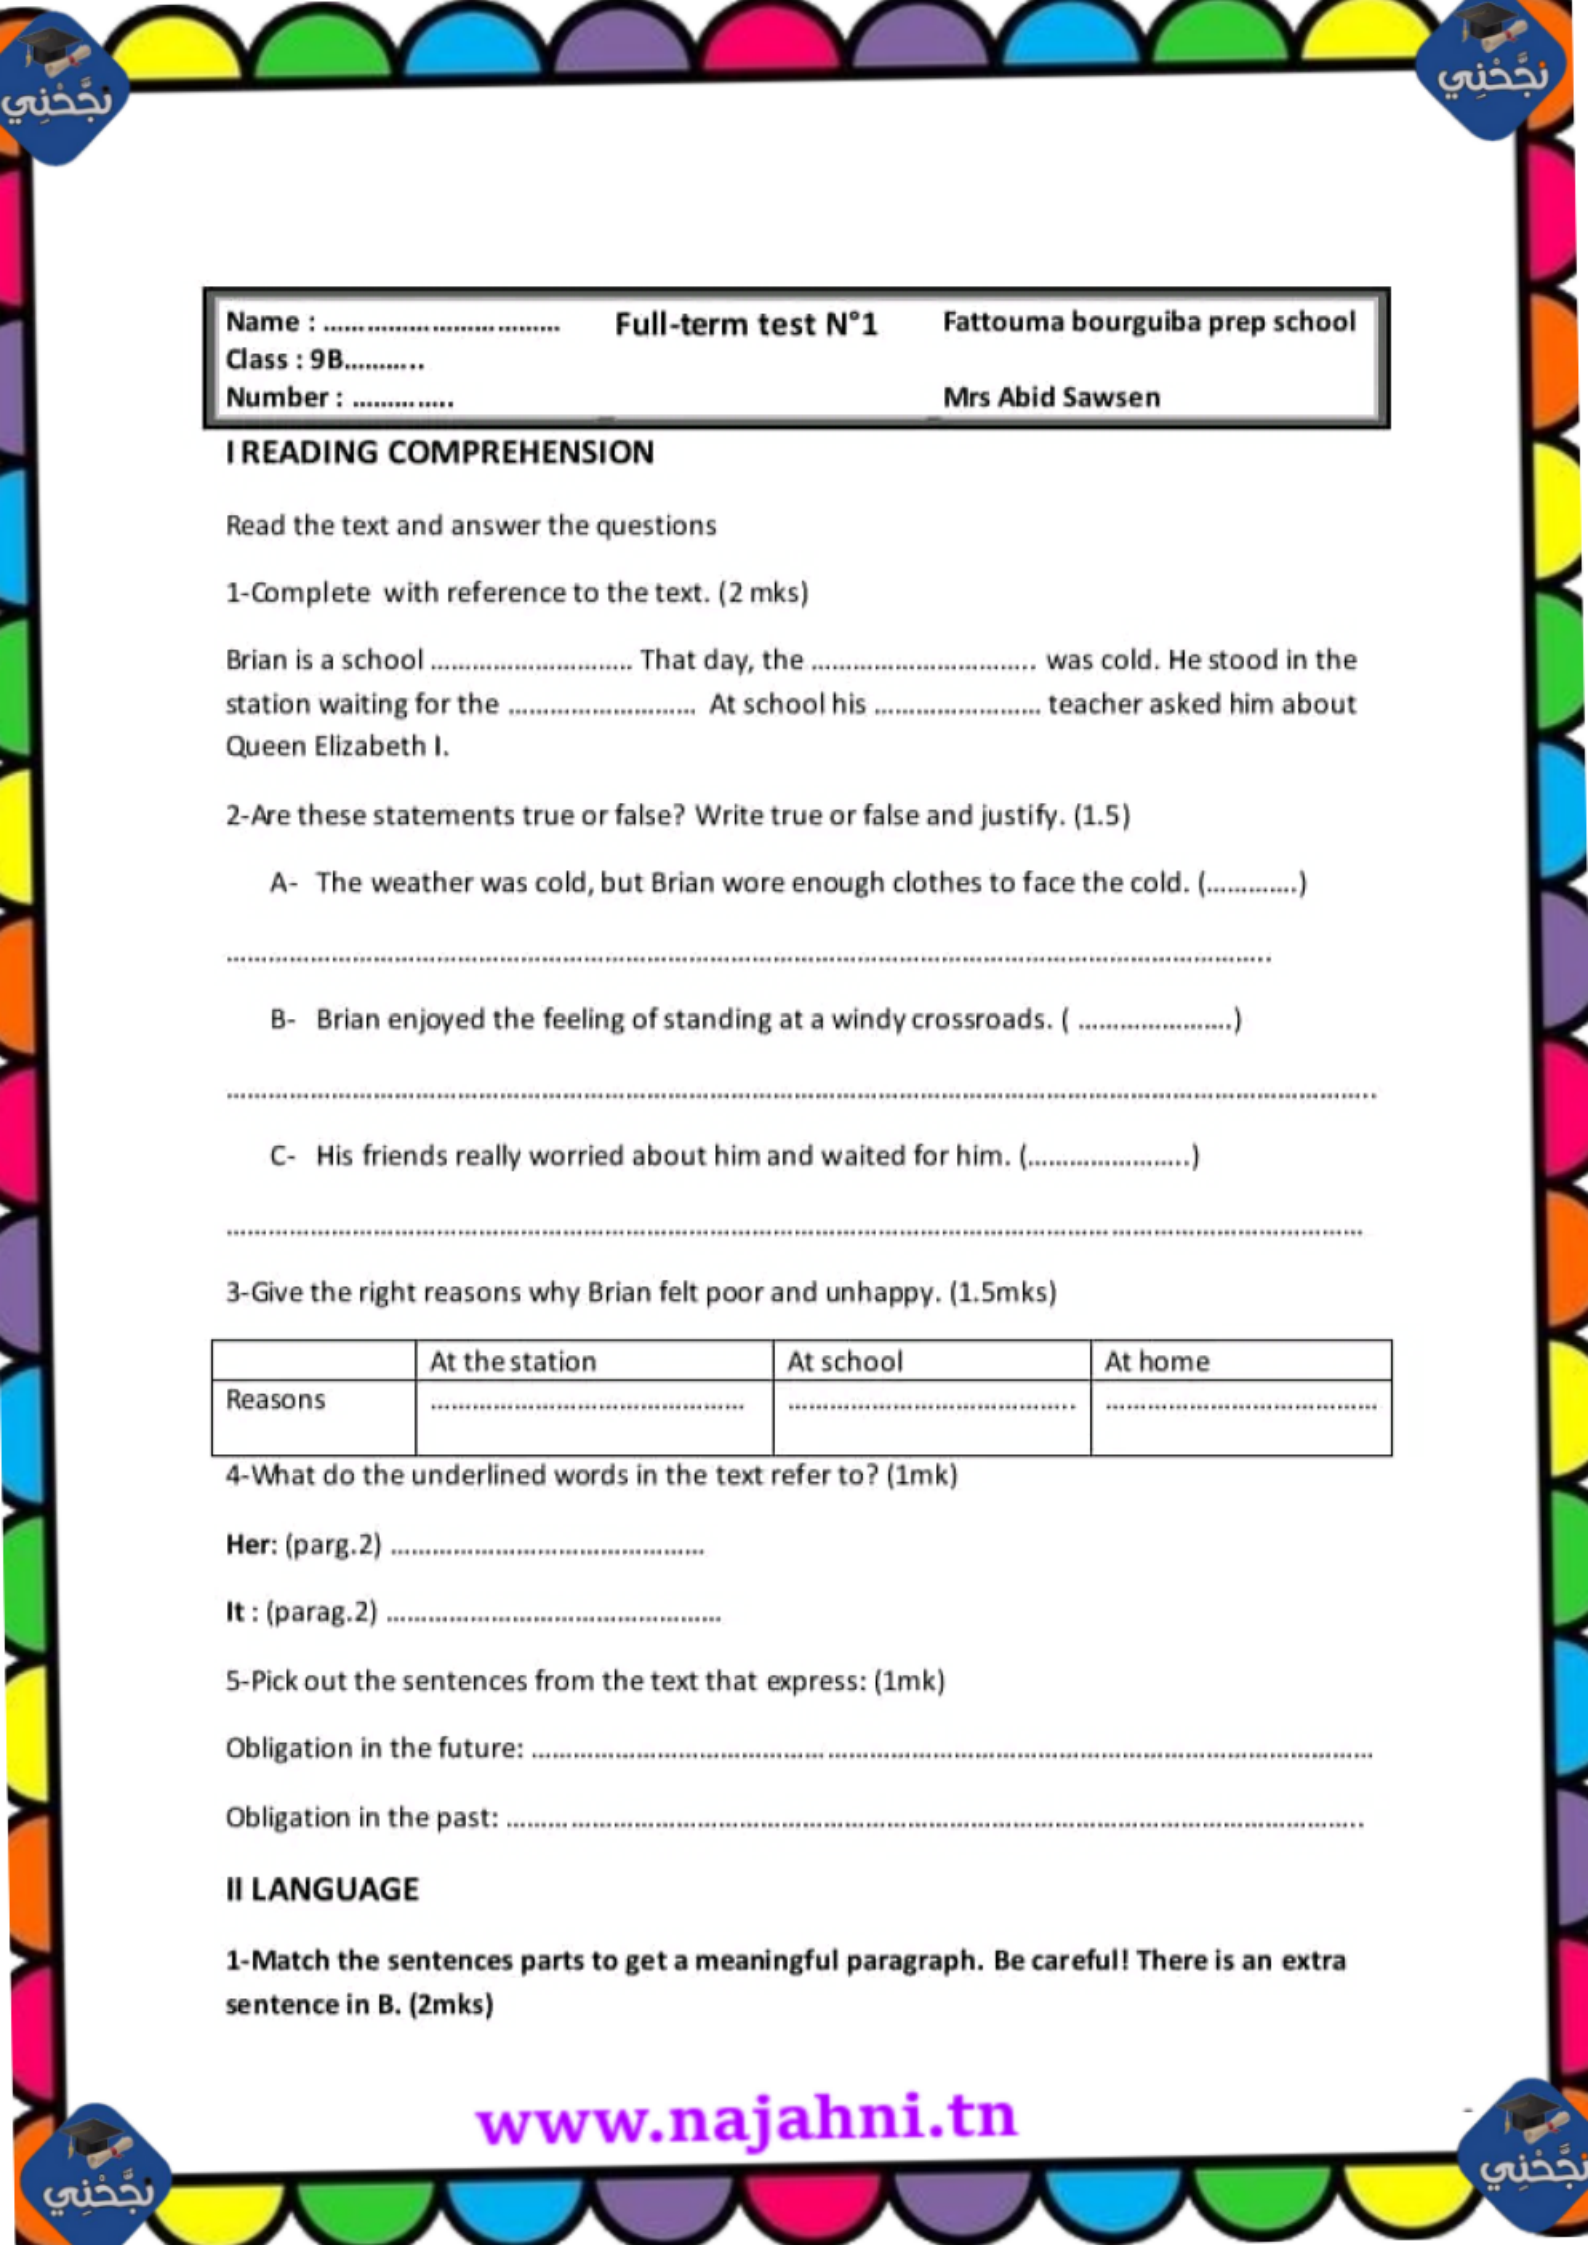 نجّحْنِي
نجّحْنِي
Name : ……………………………
Full-term test N°1
Fattouma bourguiba prep school
Class : 9B……….
Number : …………..
Mrs Abid Sawsen
I READING COMPREHENSION
Read the text and answer the questions
1-Complete with reference to the text. (2 mks)
Brian is a school ……………………….. That day, the ………………………….. was cold. He stood in the
station waiting for the ……………………… At school his …………………… teacher asked him about
Queen Elizabeth I.
2-Are these statements true or false? Write true or false and justify. (1.5)
A- The weather was cold, but Brian wore enough clothes to face the cold. (………….)
……………………………………………………………………………………………………………………………………..
B- Brian enjoyed the feeling of standing at a windy crossroads. ( ………………….)
…………………………………………………………………………………………………………………………………………………..
C- His friends really worried about him and waited for him. (…………………..)
…………………………………………………………………………………………………………………………………………………
3-Give the right reasons why Brian felt poor and unhappy. (1.5mks)
At the station At school At home
Reasons ……………………………………… ………………………………….. …………………………………
4-What do the underlined words in the text refer to? (1mk)
Her: (parg.2) ………………………………………
It : (parag.2) …………………………………………
5-Pick out the sentences from the text that express: (1mk)
Obligation in the future: …………………………………………………………………………………………………………
Obligation in the past: ……………………………………………………………………………………………………………..
II LANGUAGE
1-Match the sentences parts to get a meaningful paragraph. Be careful! There is an extra
sentence in B. (2mks)
www.najahni.tn
نجّحْنِي
نجّحْنِي